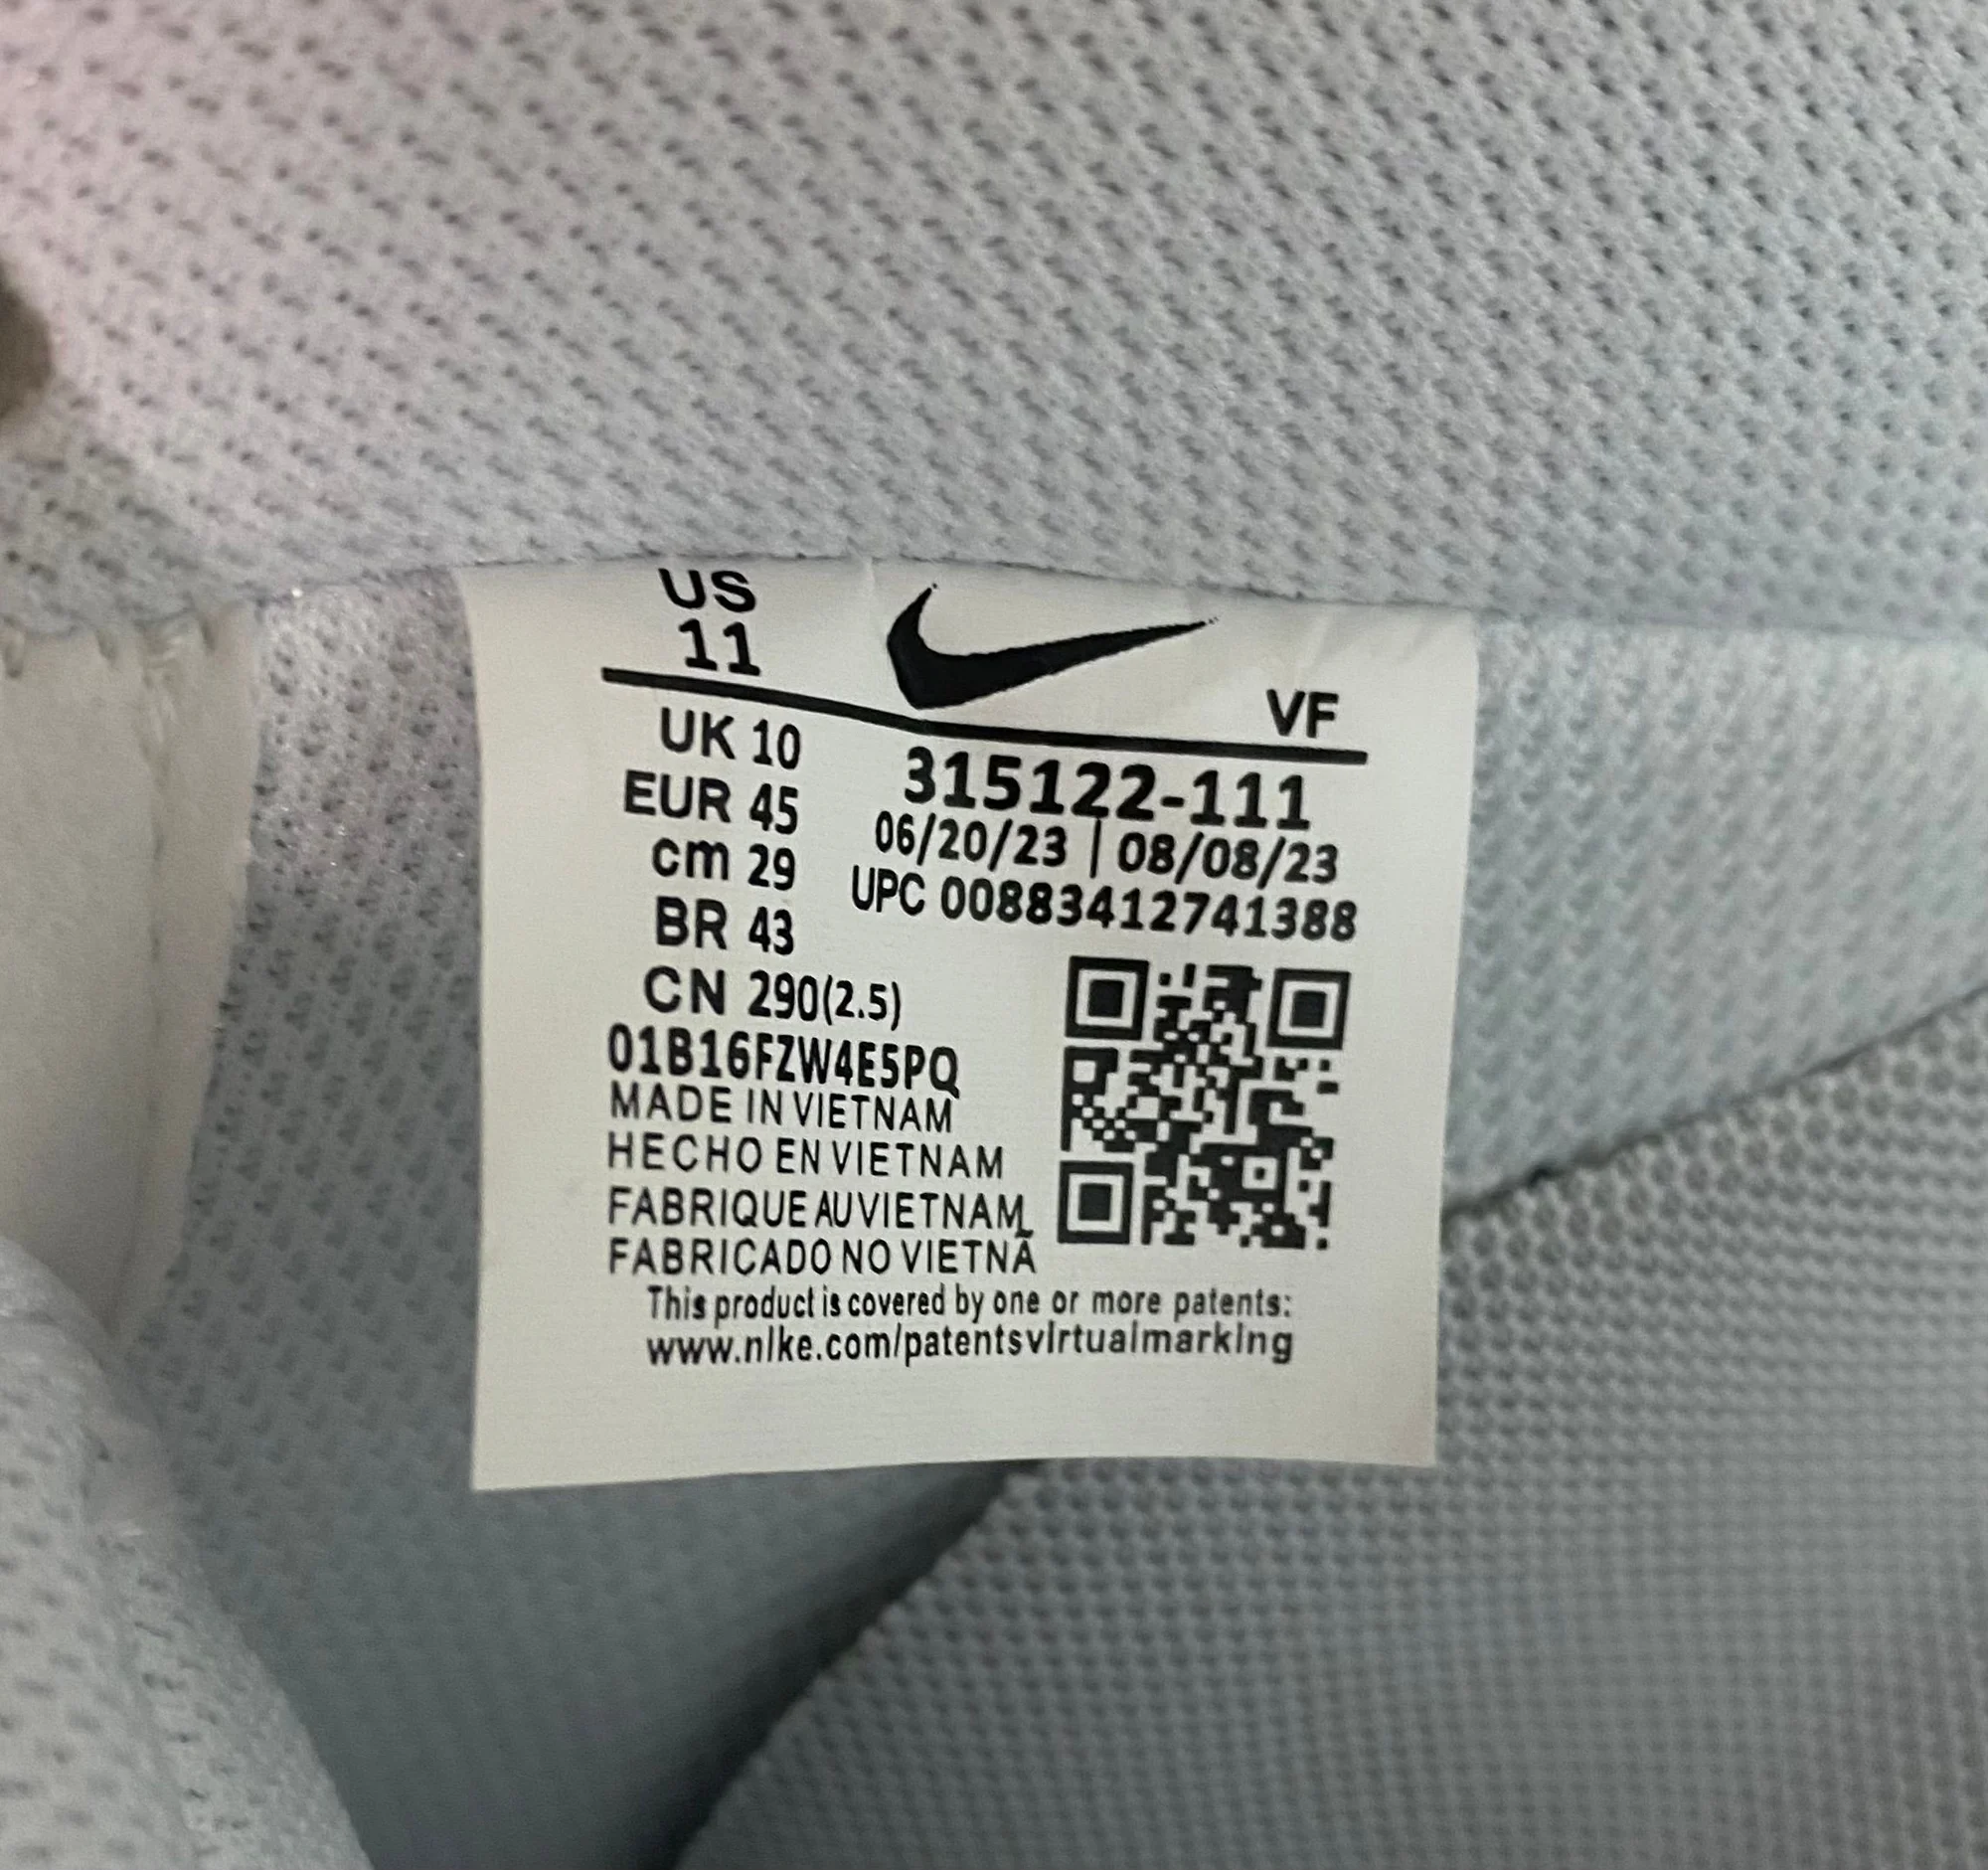 US
11
VF
UK 10
EUR 45
cm 29
BR 43
CN 290(2.5)
315122-111
06/20/23 | 08/08/23
UPC 00883412741388
01B16FZW4E5PQ
MADE IN VIETNAM
HECHO EN VIETNAM
FABRIQUE AU VIETNAM
FABRICADO NO VIETNÃ
This product is covered by one or more patents:
www.nike.com/patentsvirtualmarking